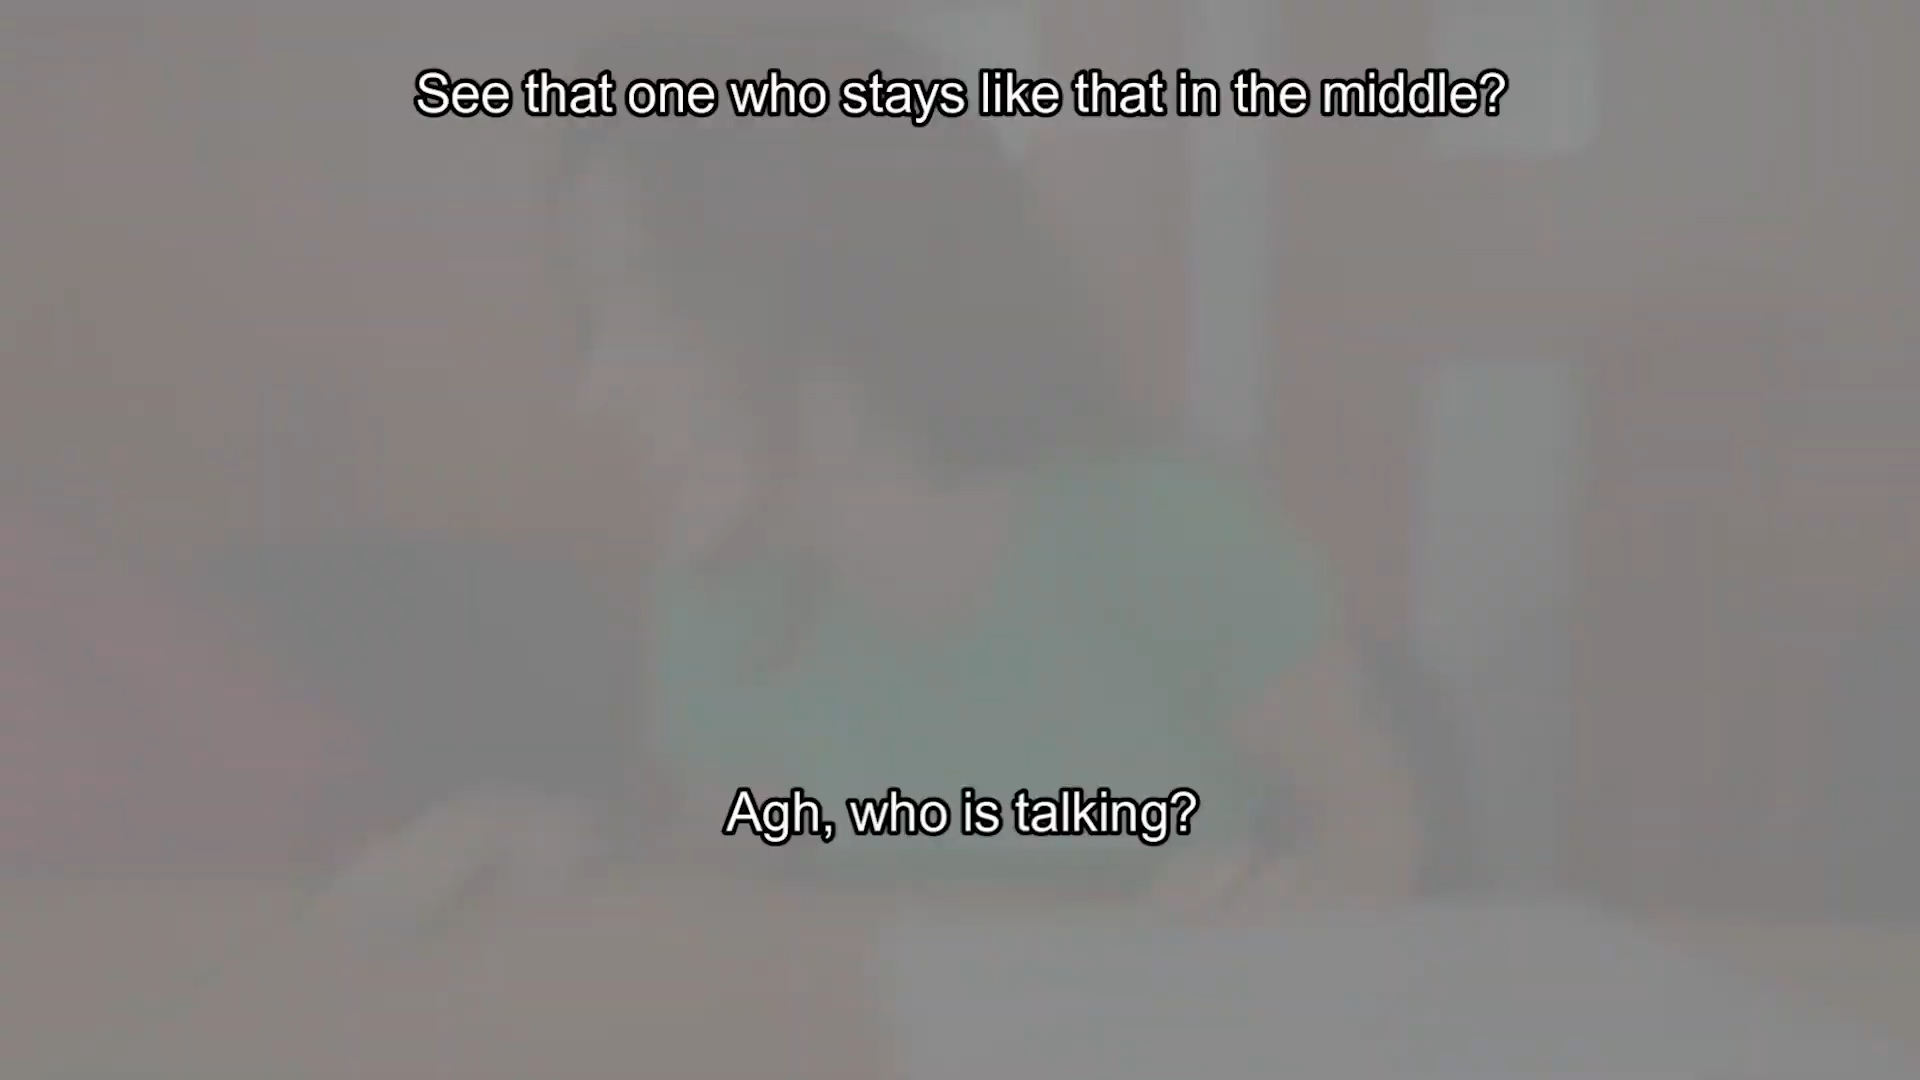 See that one who stays like that in the middle?
Agh, who is talking?